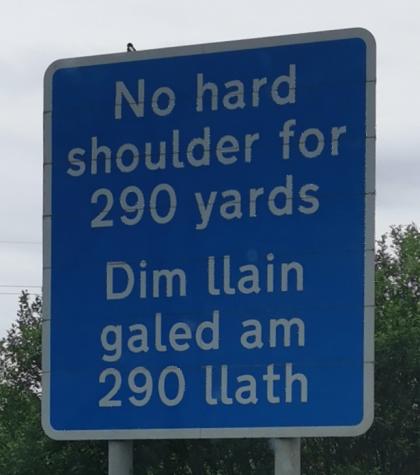 No hard
shoulder for
290 yards
Dim llain
galed am
290 llath